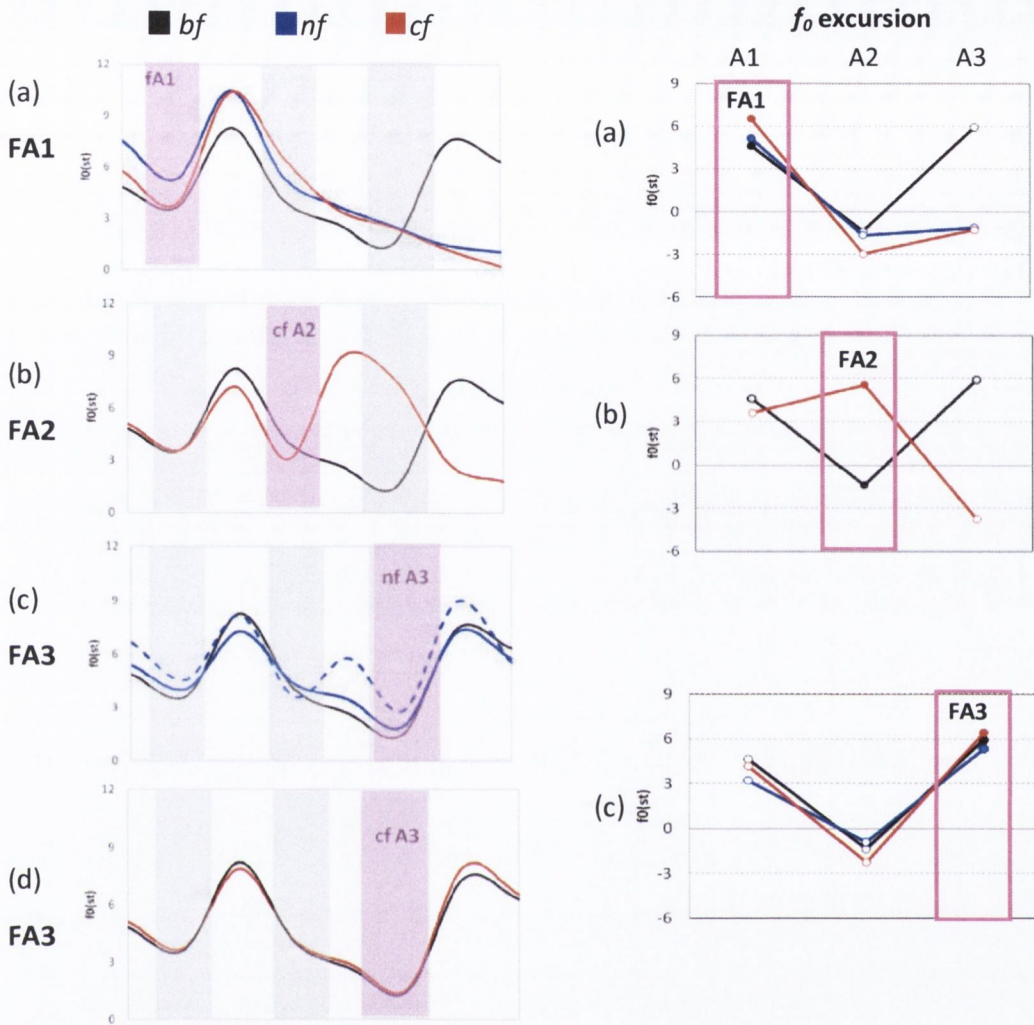 bf nf cf
(a)
FA1
f0(st)
12
9
6
3
0
fA1
(b)
FA2
f0(st)
12
9
6
3
0
cf A2
(c)
FA3
f0(st)
12
9
6
3
0
nf A3
(d)
FA3
f0(st)
12
9
6
3
0
cf A3
f0 excursion
A1 A2 A3
(a)
f0(st)
9
6
3
0
-3
-6
FA1
(b)
f0(st)
9
6
3
0
-3
-6
FA2
(c)
f0(st)
9
6
3
0
-3
-6
FA3